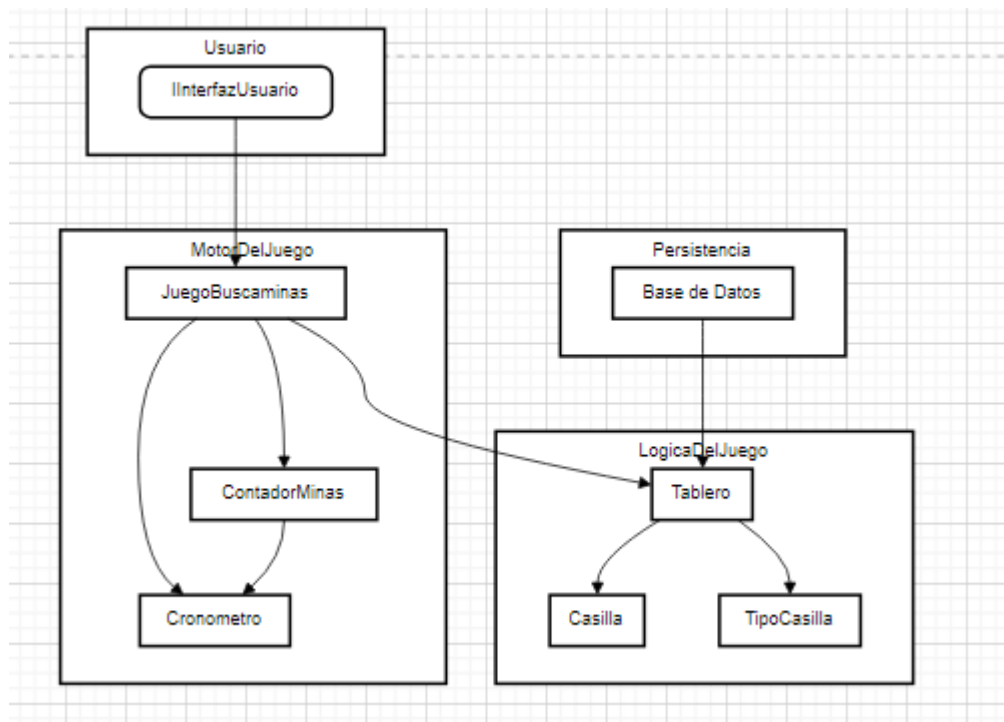 Usuario
IInterfazUsuario
MotorDelJuego
JuegoBuscaminas
ContadorMinas
Cronometro
Persistencia
Base de Datos
LogicaDelJuego
Tablero
Casilla
TipoCasilla